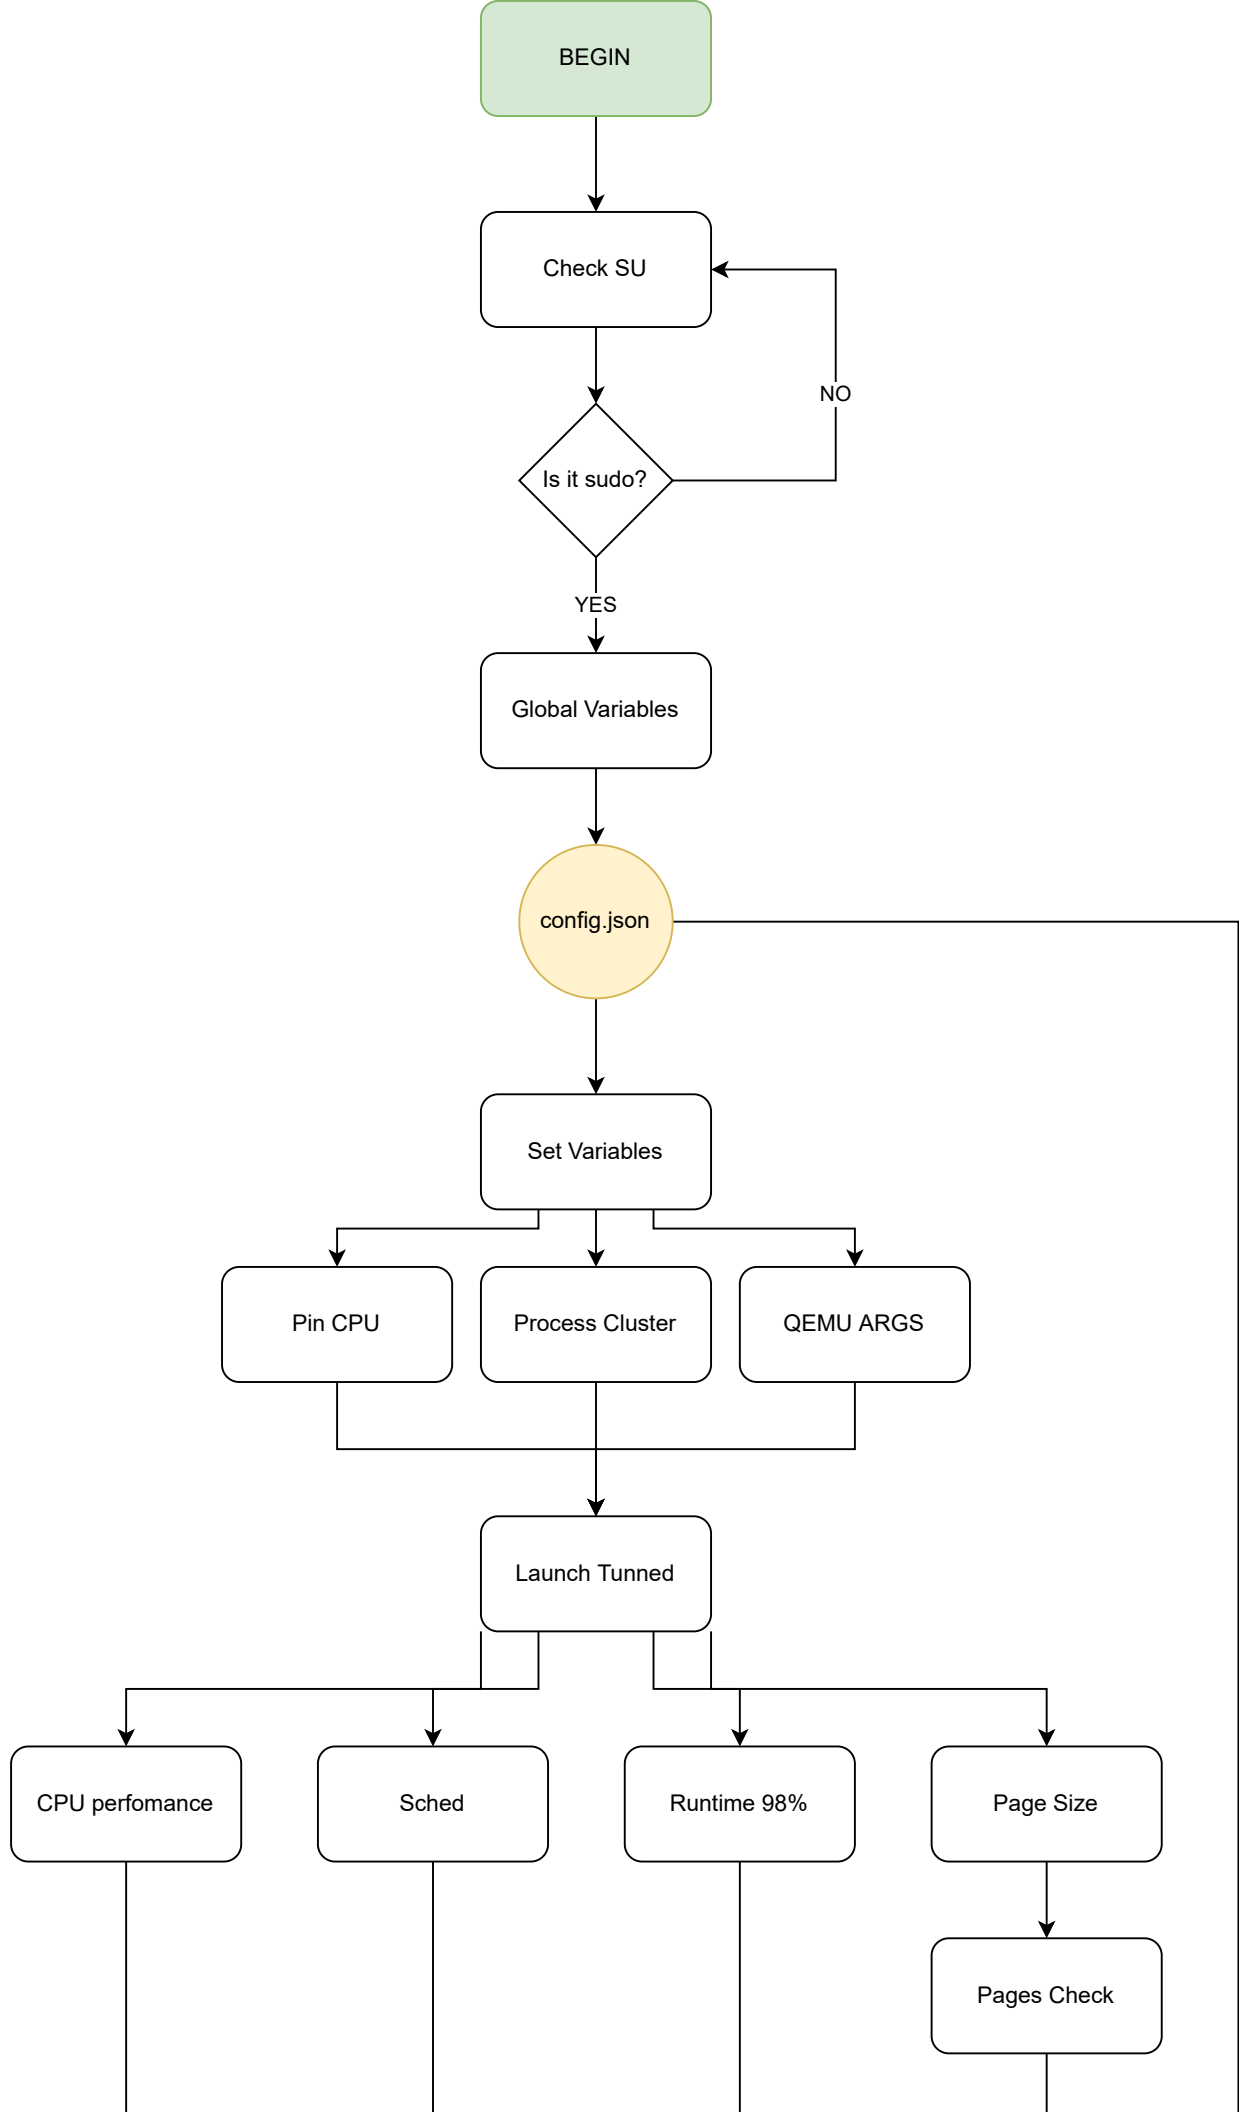 BEGIN
Check SU
NO
Is it sudo?
YES
Global Variables
config.json
Set Variables
Pin CPU
Process Cluster
QEMU ARGS
Launch Tunned
CPU perfomance
Sched
Runtime 98%
Page Size
Pages Check